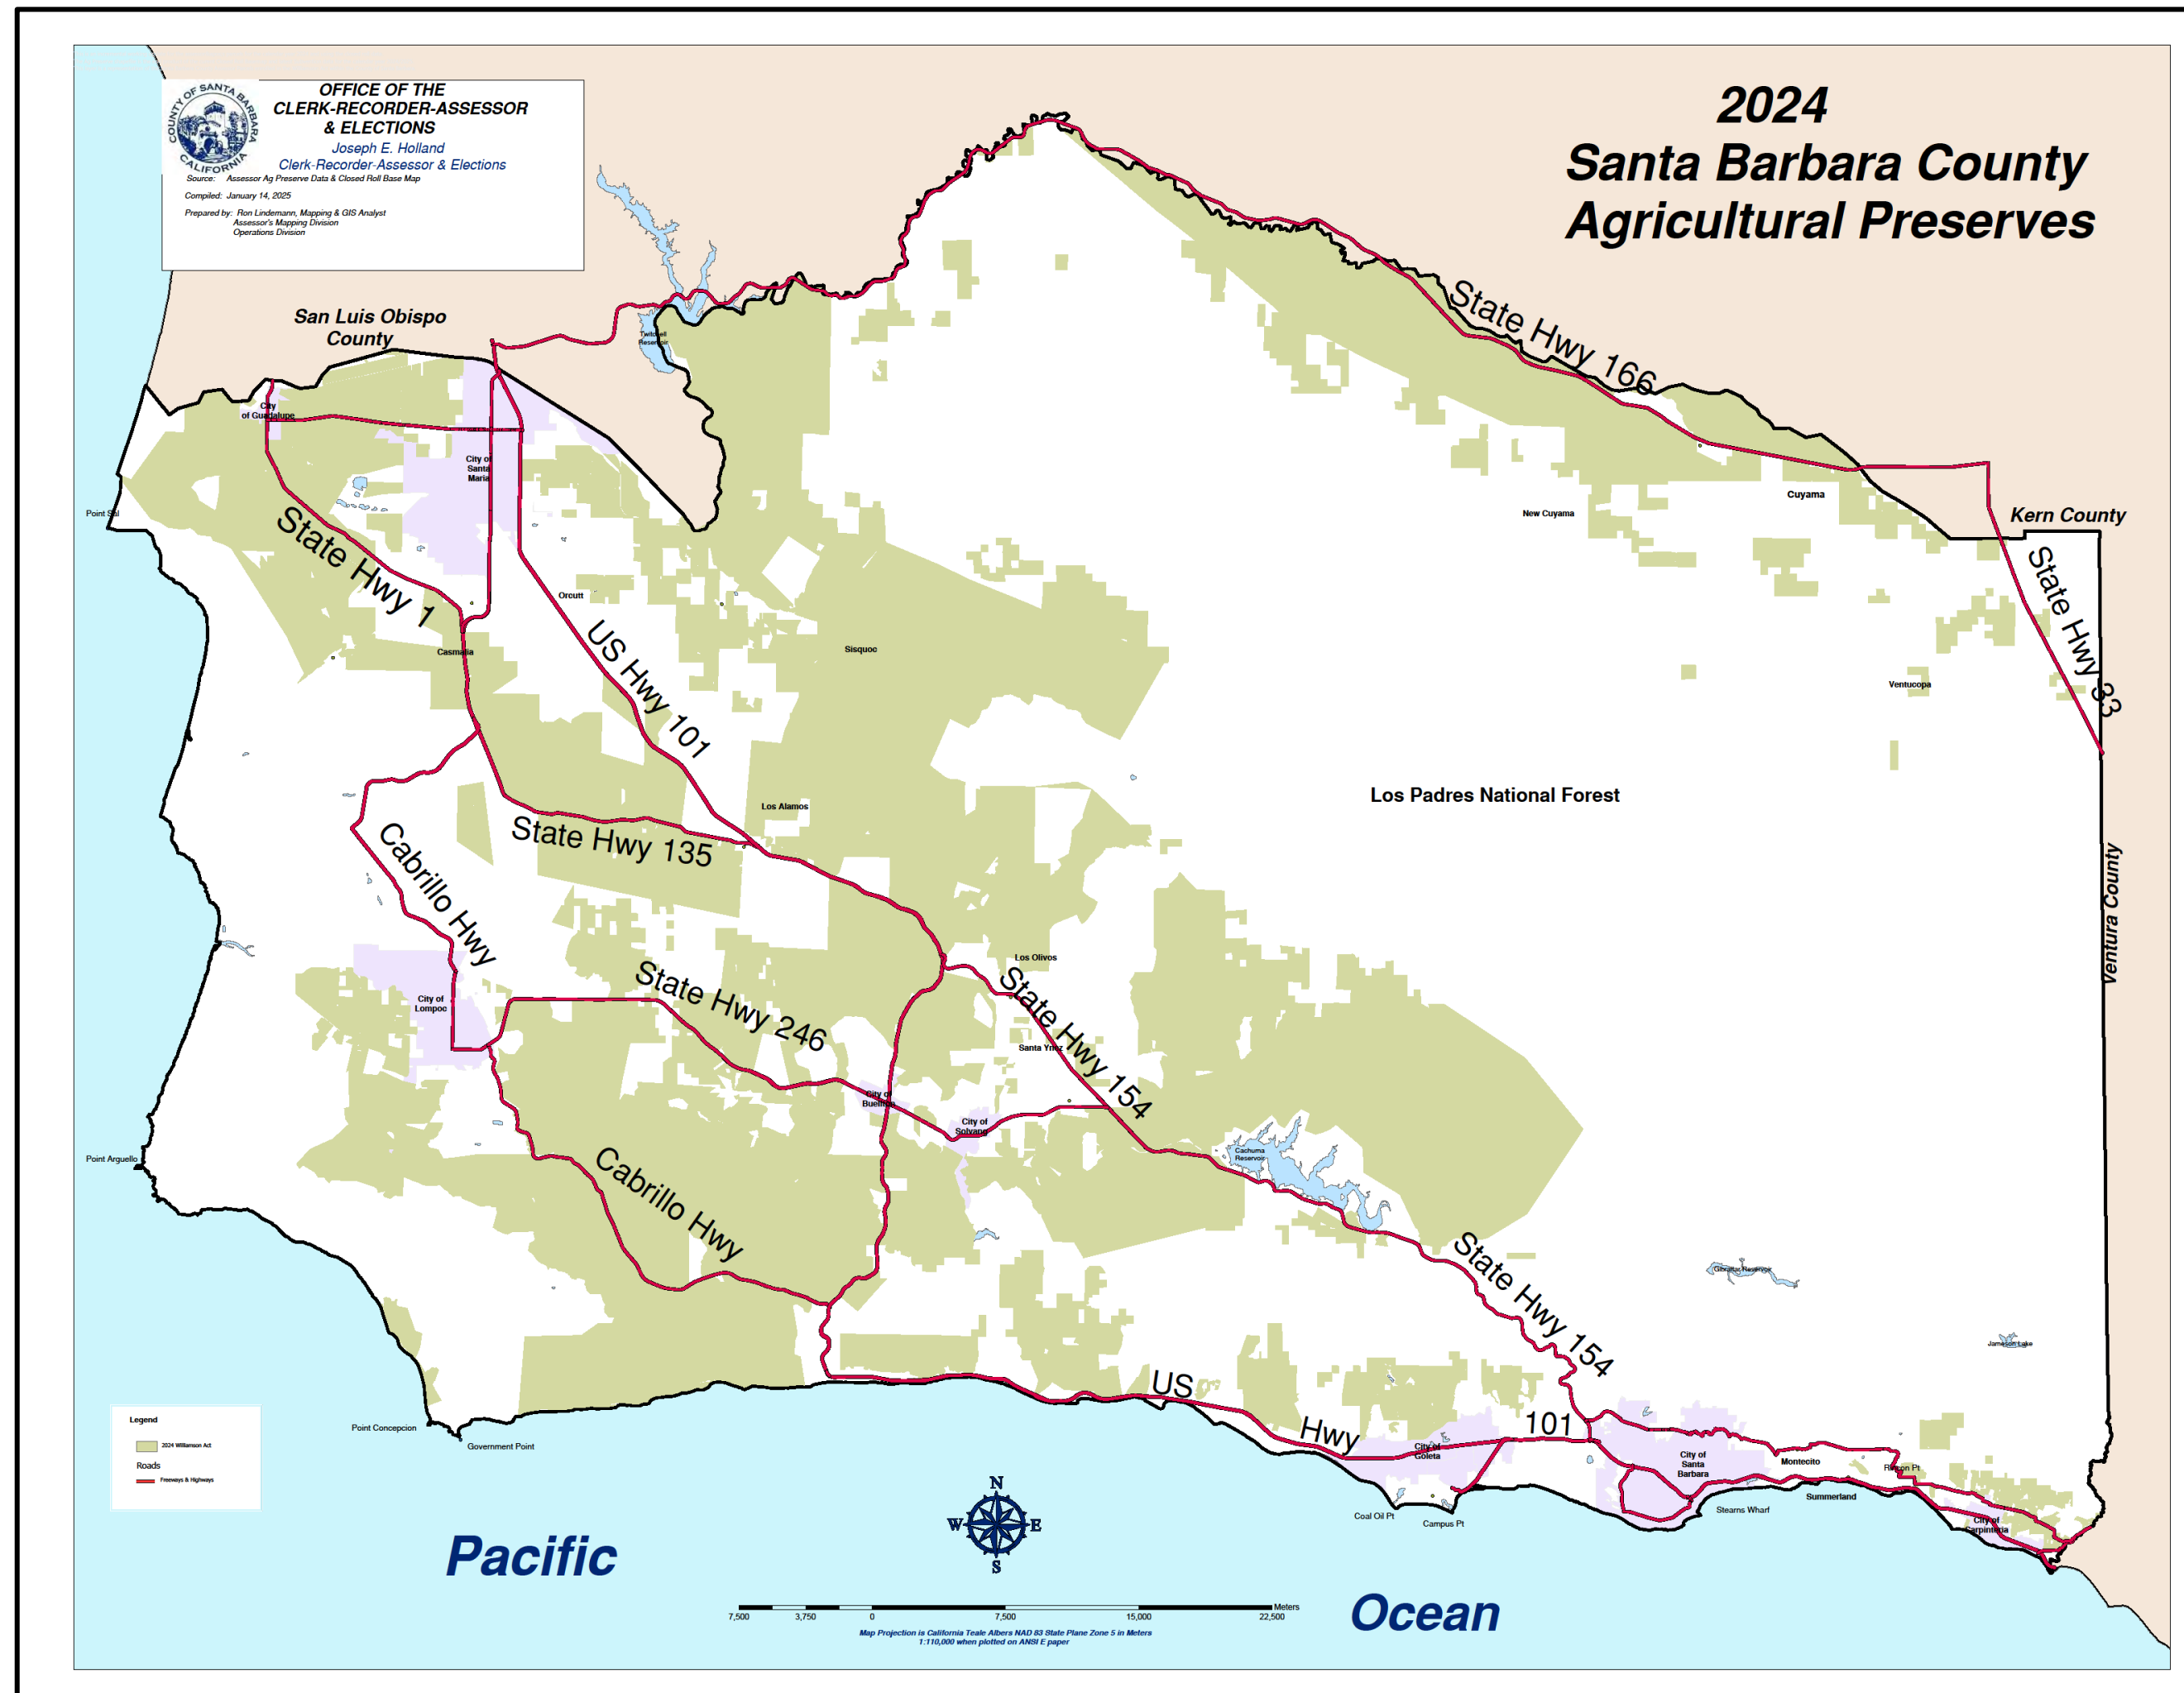 COUNTY OF SANTA BARBARA
CALIFORNIA
OFFICE OF THE
CLERK-RECORDER-ASSESSOR
& ELECTIONS
Joseph E. Holland
Clerk-Recorder-Assessor & Elections
Source: Assessor Ag Preserve Data & Closed Roll Base Map
Compiled: January 14, 2025
Prepared by: Ron Lindemann, Mapping & GIS Analyst
Assessor's Mapping Division
Operations Division
2024
Santa Barbara County
Agricultural Preserves
San Luis Obispo
County
Twitchell
Reservoir
State Hwy 166
City
of Guadalupe
City of
Santa
Maria
Point Sal
State Hwy 1
Orcutt
Casmalia
US Hwy 101
Sisquoc
New Cuyama
Cuyama
Kern County
State Hwy 33
Ventucopa
Los Padres National Forest
Ventura County
Los Alamos
State Hwy 135
Cabrillo Hwy
City of
Lompoc
State Hwy 246
Los Olivos
State Hwy 154
Santa Ynez
City of
Buellton
City of
Solvang
Cachuma
Reservoir
Point Arguello
Cabrillo Hwy
State Hwy 154
Gibraltar Reservoir
Jameson Lake
US
Hwy
101
Point Concepcion
Government Point
City of
Goleta
City of
Santa
Barbara
Montecito
Rincon Pt
Summerland
Stearns Wharf
Coal Oil Pt
Campus Pt
City of
Carpinteria
Legend
2024 Williamson Act
Roads
Freeways & Highways
N
W
E
S
Pacific
Ocean
7,500
3,750
0
7,500
15,000
22,500
Meters
Map Projection is California Teale Albers NAD 83 State Plane Zone 5 in Meters
1:110,000 when plotted on ANSI E paper